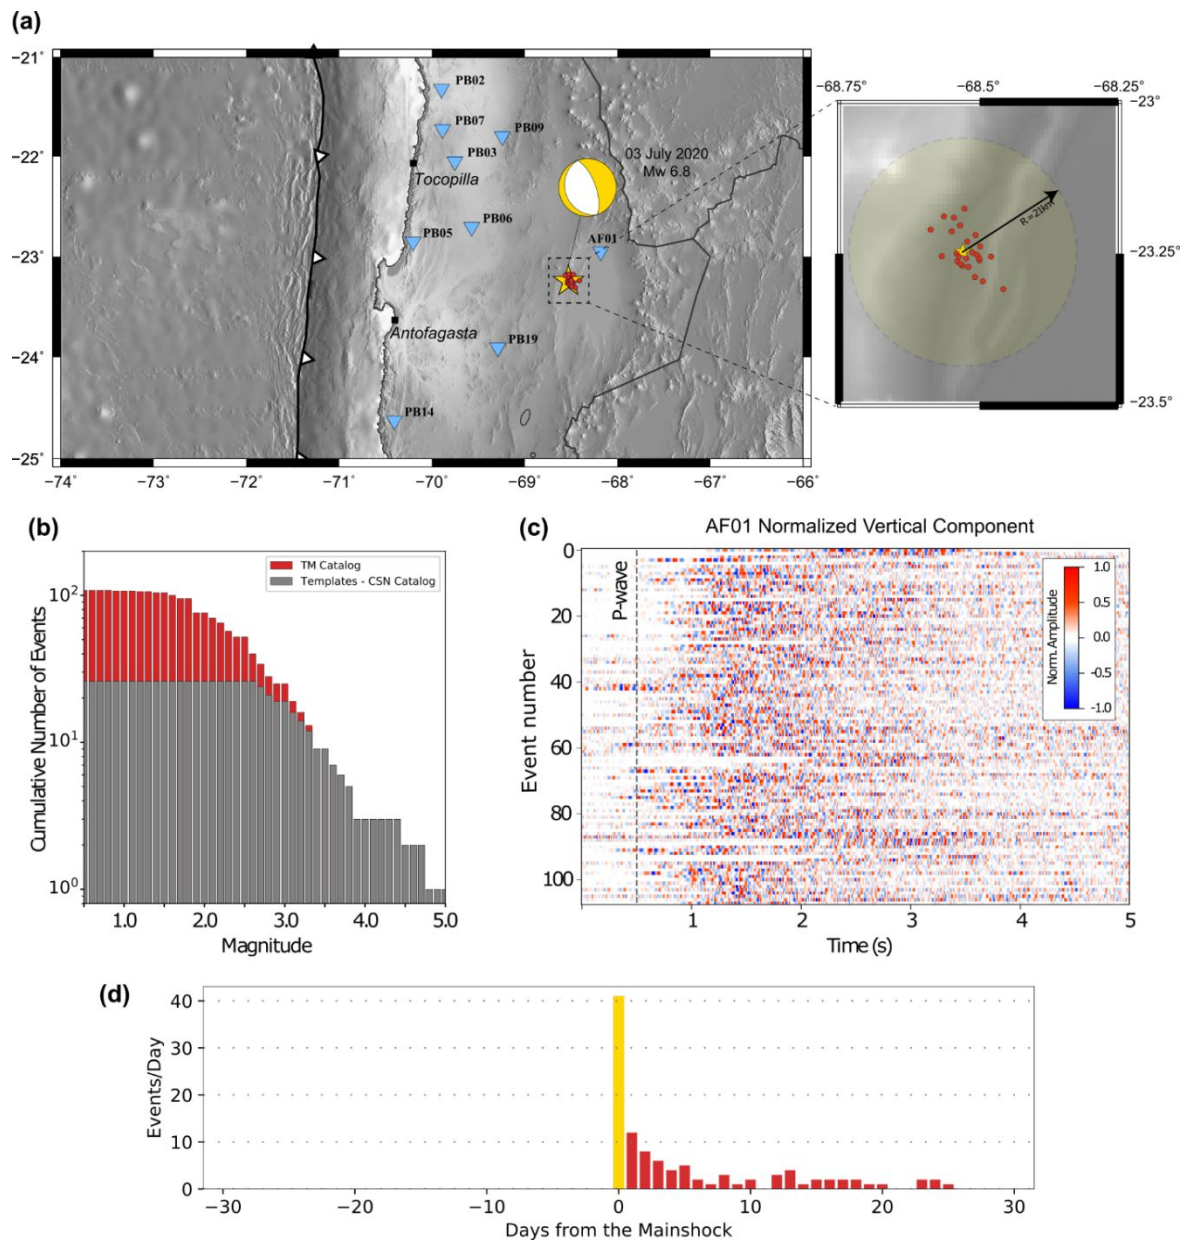 (a)
−21°
−22°
−23°
−24°
−25°
−74°
−73°
−72°
−71°
−70°
−69°
−68°
−67°
−66°
PB02
PB07
PB09
PB03
Tocopilla
PB06
PB05
03 July 2020
Mw 6.8
AF01
Antofagasta
PB19
PB14
−68.75
−68.5°
−68.25°
−23°
−23.25°
−23.5°
R=21km
(b)
Cumulative Number of Events
10²
10¹
10⁰
TM Catalog
Templates - CSN Catalog
1.0
2.0
3.0
4.0
5.0
Magnitude
(c)
AF01 Normalized Vertical Component
Event number
0
20
40
60
80
100
P-wave
Norm.Amplitude
1.0
0.5
0.0
-0.5
-1.0
1
2
3
4
5
Time (s)
(d)
Events/Day
40
30
20
10
0
−30
−20
−10
0
10
20
30
Days from the Mainshock